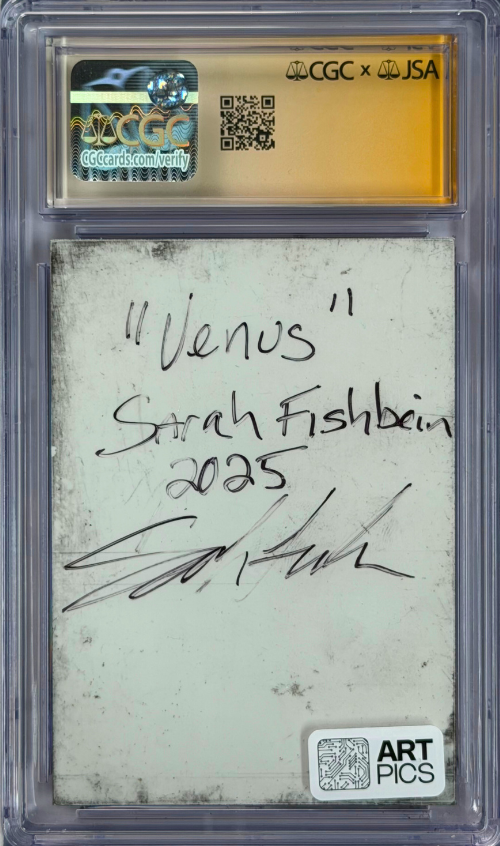 CGC x JSA
CGC
CGCcards.com/verify
"Venus"
Sarah Fishbein
2025
ART
PICS